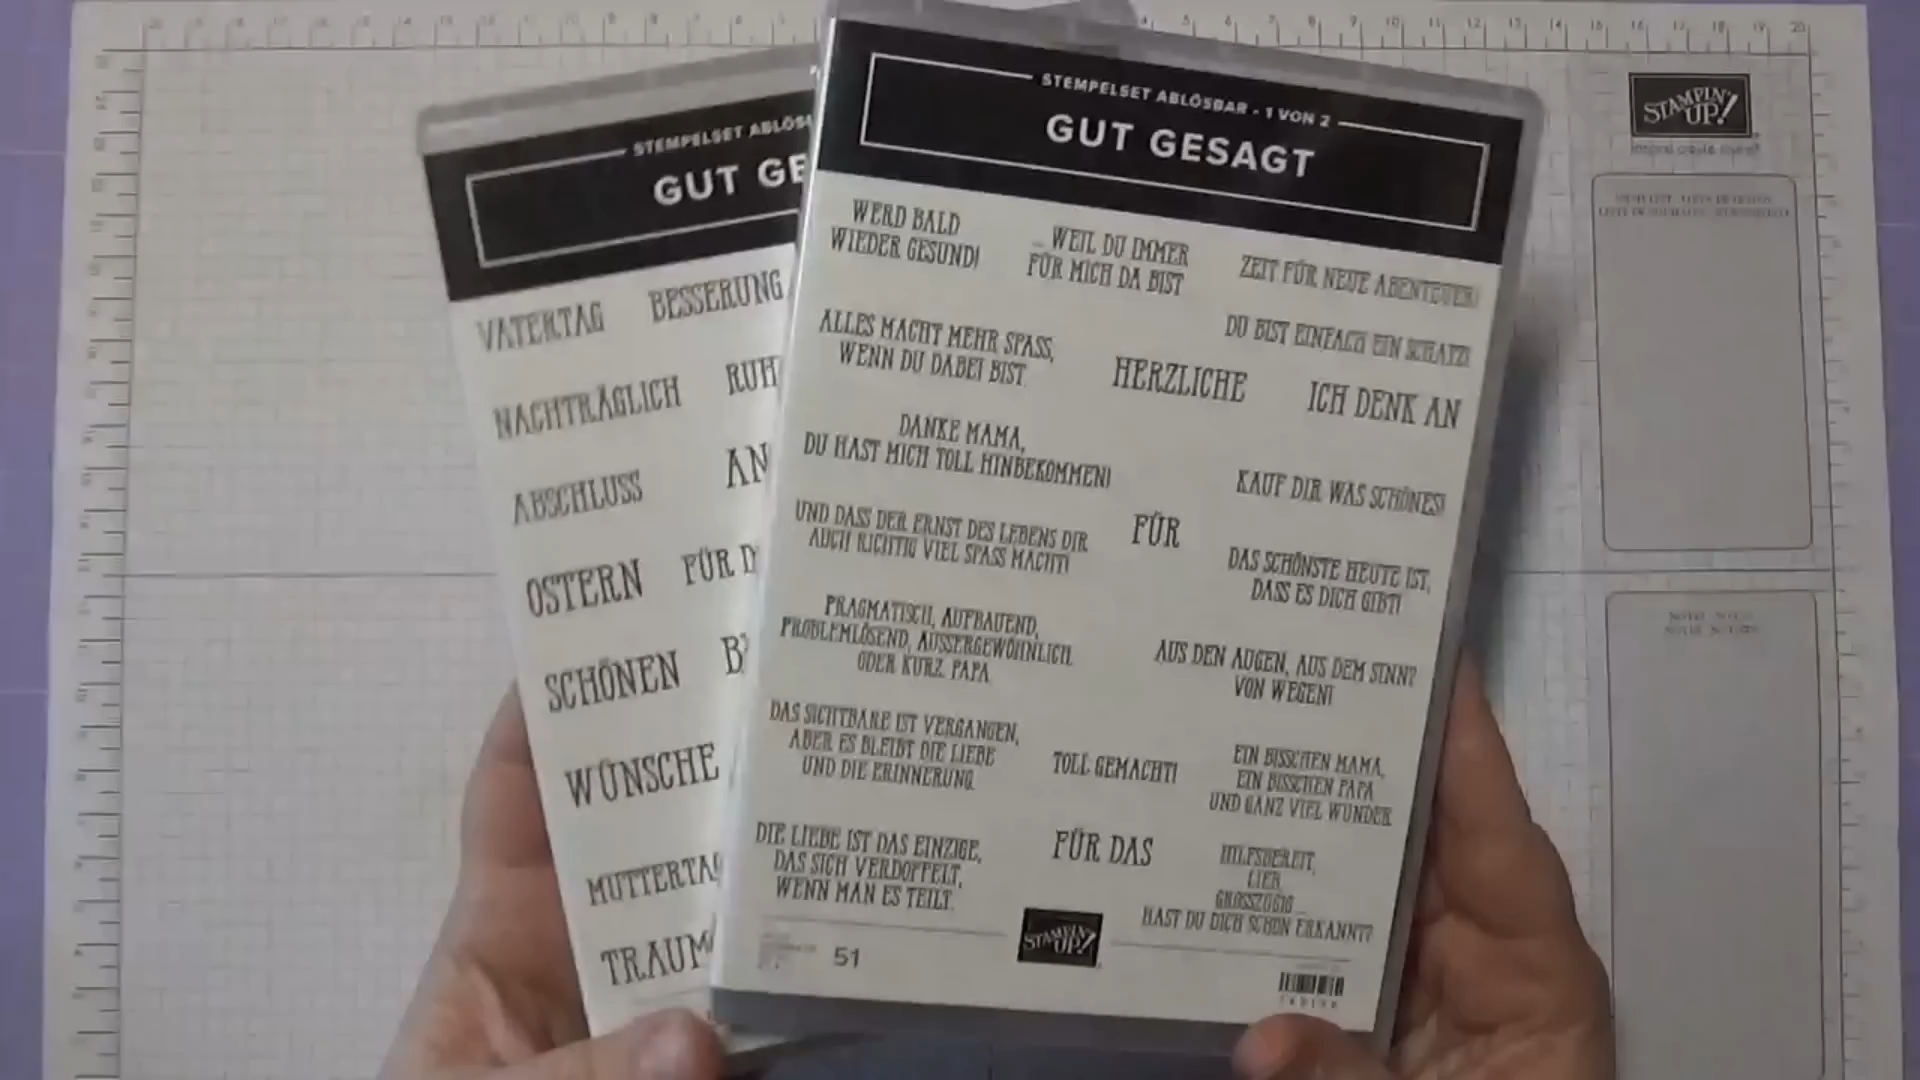 STAMPIN' UP!
STEMPELSET ABLÖSBAR - 1 VON 2
GUT GESAGT
WERD BALD
WIEDER GESUND!
... WEIL DU IMMER
FÜR MICH DA BIST
ZEIT FÜR NEUE ABENTEUER!
DU BIST EINFACH EIN SCHATZ!
ALLES MACHT MEHR SPASS,
WENN DU DABEI BIST.
HERZLICHE
ICH DENK AN
DANKE MAMA,
DU HAST MICH TOLL HINBEKOMMEN!
KAUF DIR WAS SCHÖNES!
UND DASS DER ERNST DES LEBENS DIR
AUCH RICHTIG VIEL SPASS MACHT!
FÜR
DAS SCHÖNSTE HEUTE IST,
DASS ES DICH GIBT!
PRAGMATISCH, AUFBAUEND,
PROBLEMLÖSEND, AUSSERGEWÖHNLICH
ODER KURZ: PAPA.
AUS DEN AUGEN, AUS DEM SINN?
VON WEGEN!
DAS SICHTBARE IST VERGANGEN,
ABER ES BLEIBT DIE LIEBE
UND DIE ERINNERUNG.
TOLL GEMACHT!
EIN BISSCHEN MAMA,
EIN BISSCHEN PAPA
UND GANZ VIEL WUNDER.
DIE LIEBE IST DAS EINZIGE,
DAS SICH VERDOPPELT,
WENN MAN ES TEILT.
FÜR DAS
HILFSBEREIT,
LIEB,
GROSSZÜGIG ...
HAST DU DICH SCHON ERKANNT?
51
STAMPIN' UP!
STEMPELSET ABLÖS
GUT GE
VATERTAG
BESSERUNG
NACHTRÄGLICH
RUH
ABSCHLUSS
AN
OSTERN
FÜR D
SCHÖNEN
B
WÜNSCHE
MUTTERTAG
TRAUM